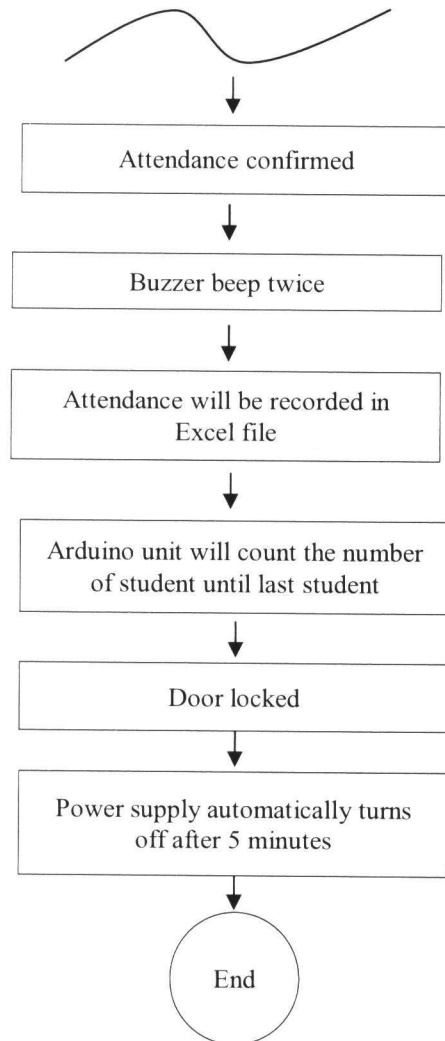 Attendance confirmed
Buzzer beep twice
Attendance will be recorded in
Excel file
Arduino unit will count the number
of student until last student
Door locked
Power supply automatically turns
off after 5 minutes
End